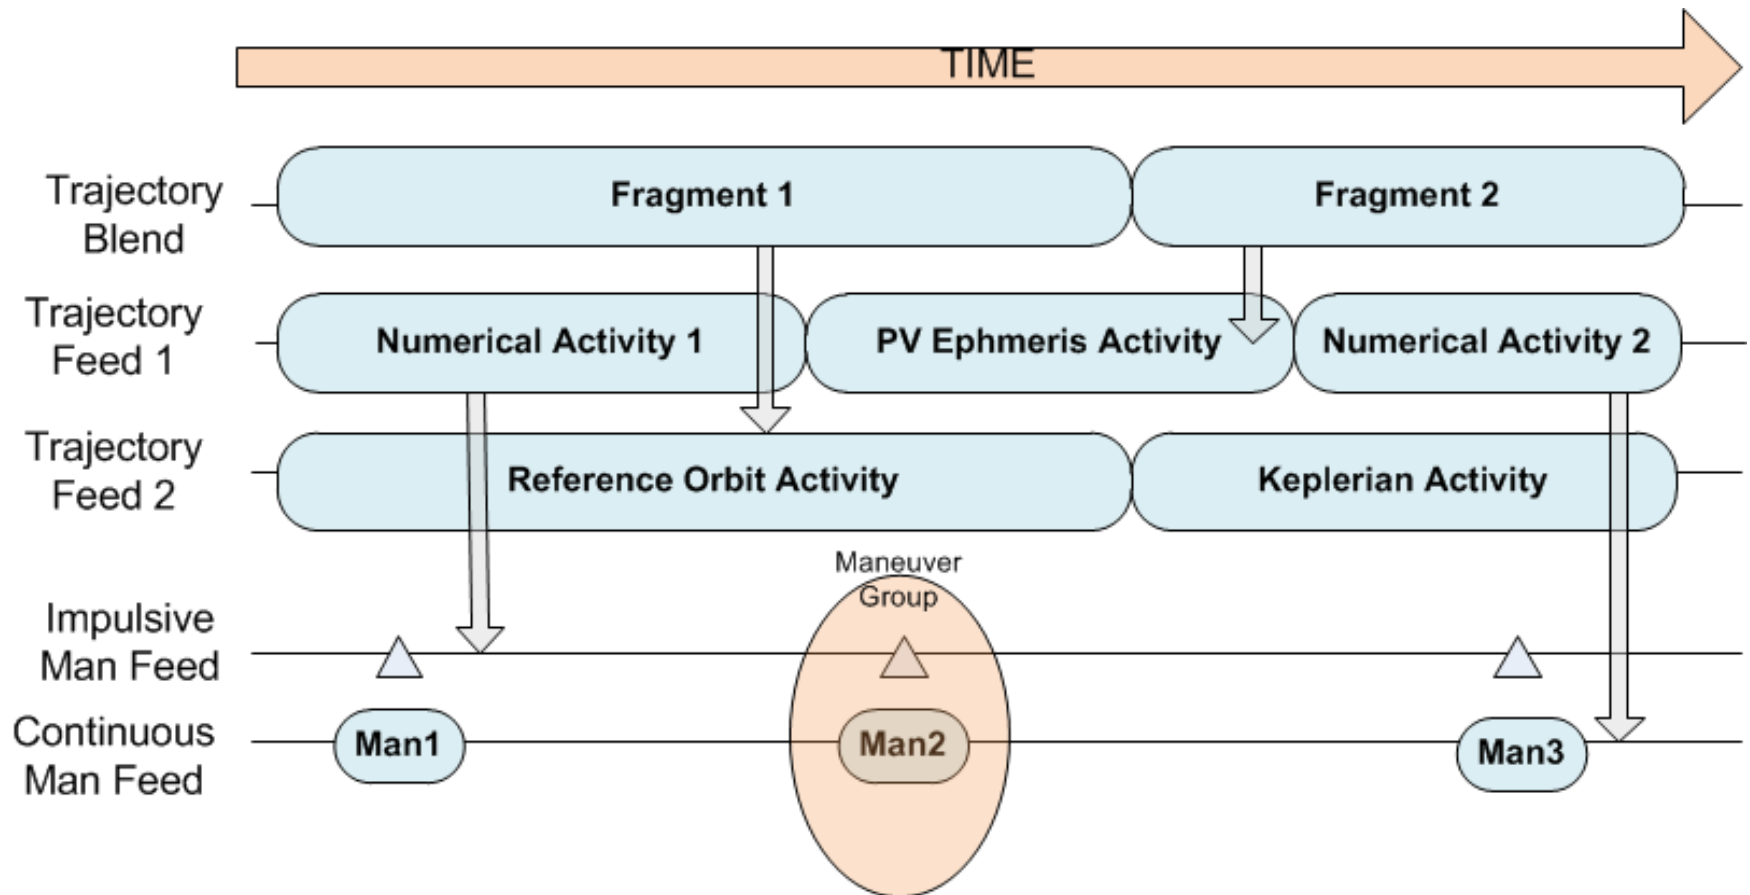 TIME
Trajectory
Blend
Fragment 1
Fragment 2
Trajectory
Feed 1
Numerical Activity 1
PV Ephmeris Activity
Numerical Activity 2
Trajectory
Feed 2
Reference Orbit Activity
Keplerian Activity
Maneuver
Group
Impulsive
Man Feed
Continuous
Man Feed
Man1
Man2
Man3